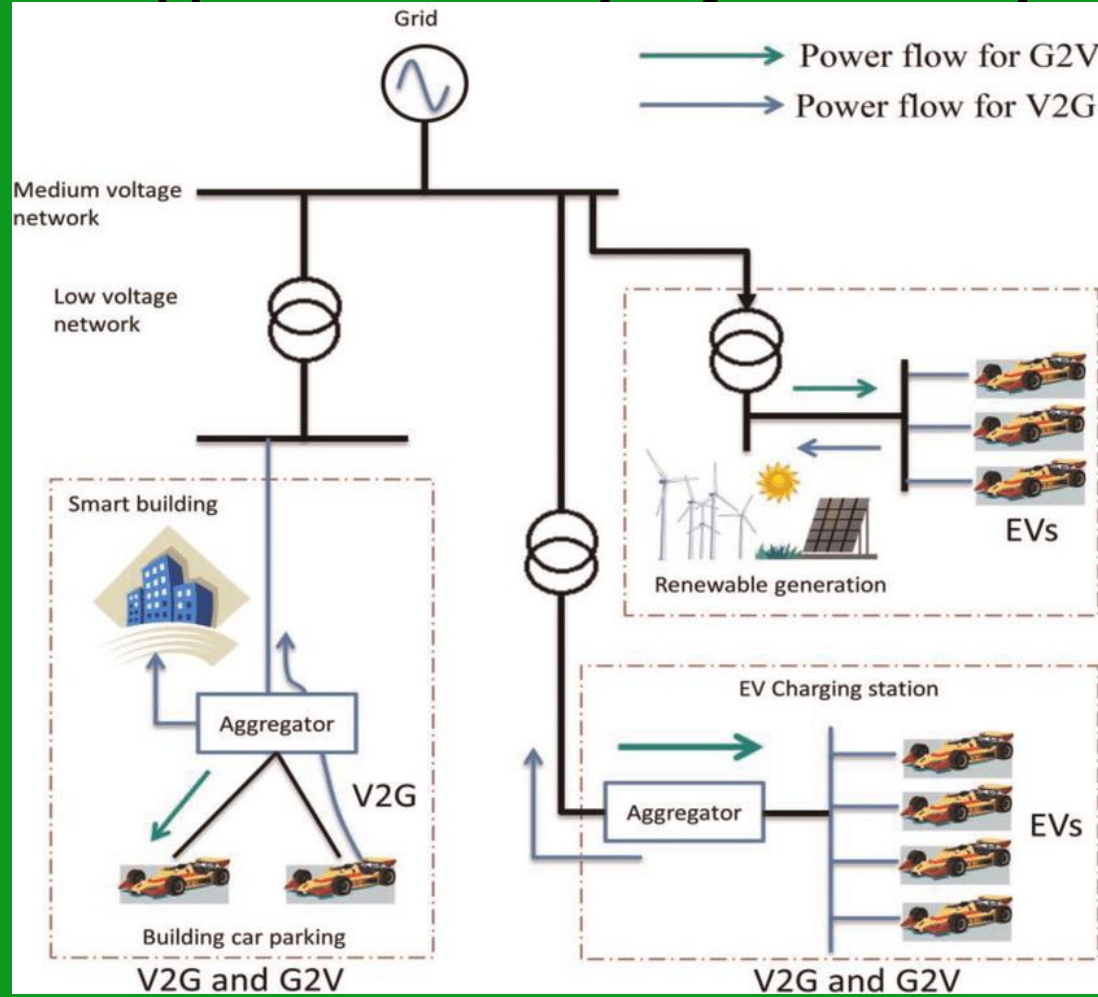 Grid
Power flow for G2V
Power flow for V2G
Medium voltage
network
Low voltage
network
Smart building
Aggregator
V2G
Building car parking
V2G and G2V
EVs
Renewable generation
EV Charging station
Aggregator
EVs
V2G and G2V